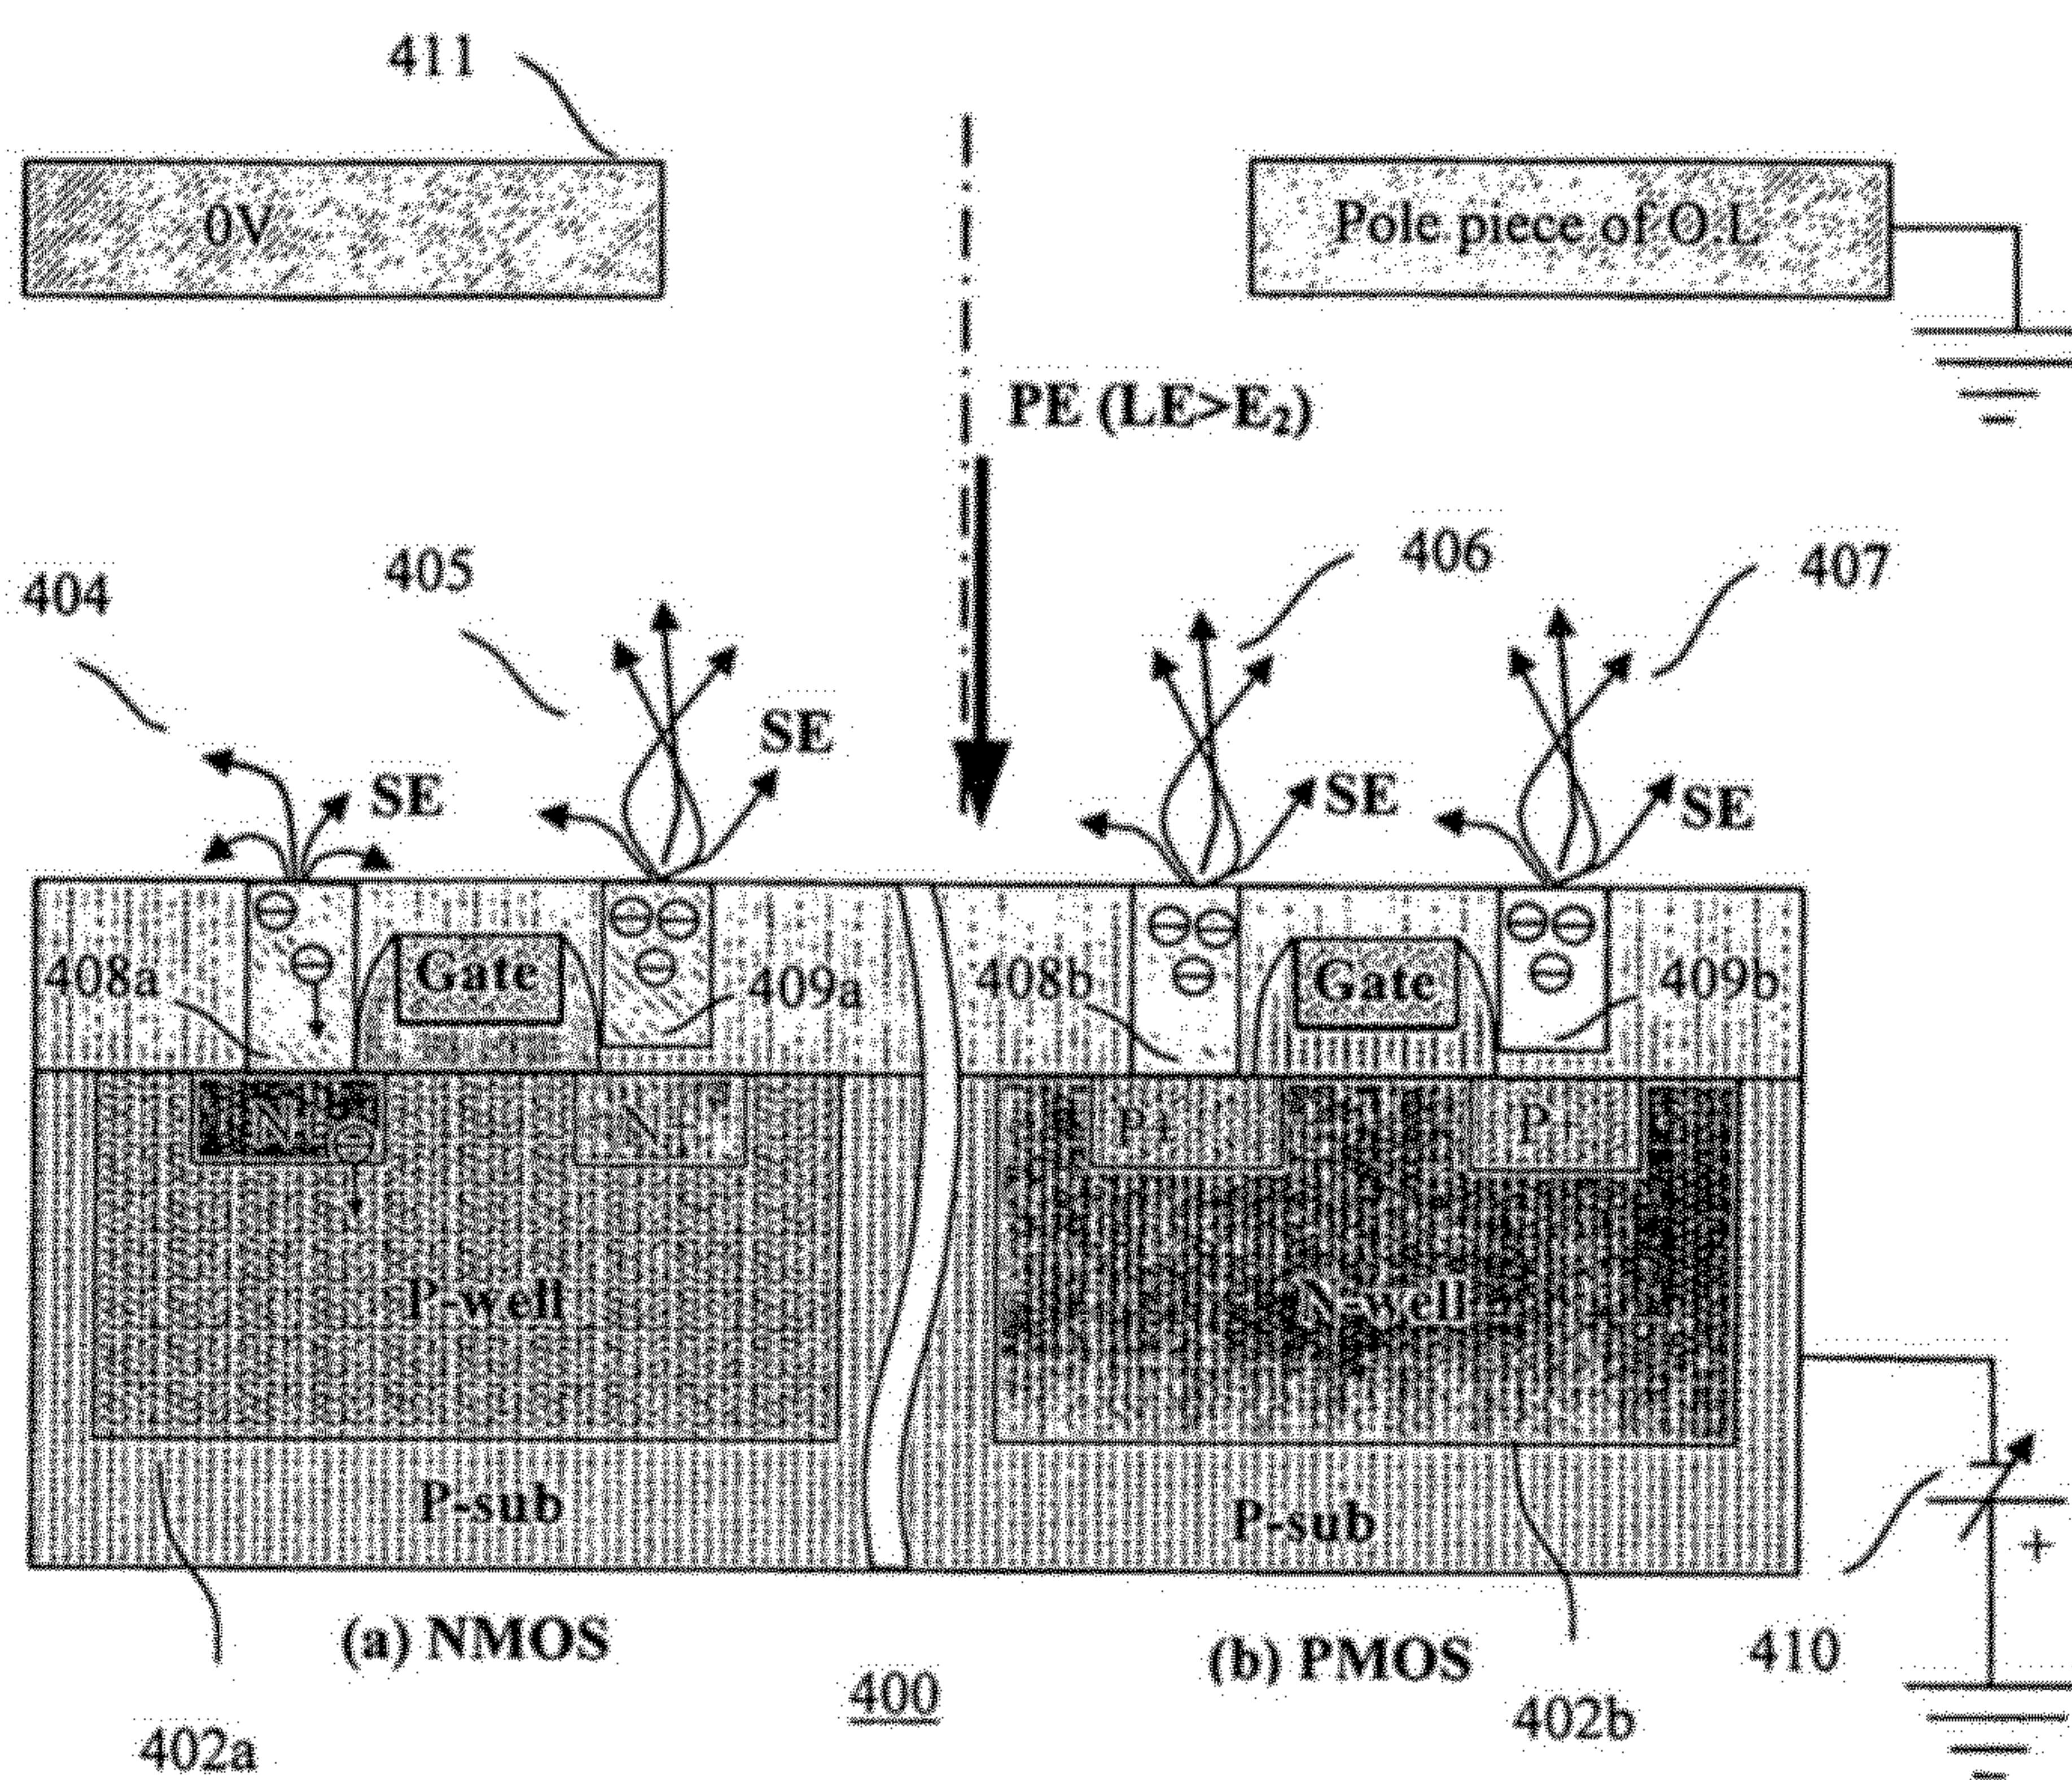 411
0V
Pole piece of O.L
PE (LE>E₂)
404
405
406
407
SE
SE
SE
SE
408a
Gate
409a
408b
Gate
409b
N+
P+
P+
P-well
N-well
P-sub
P-sub
+
(a) NMOS
(b) PMOS
410
400
402a
402b